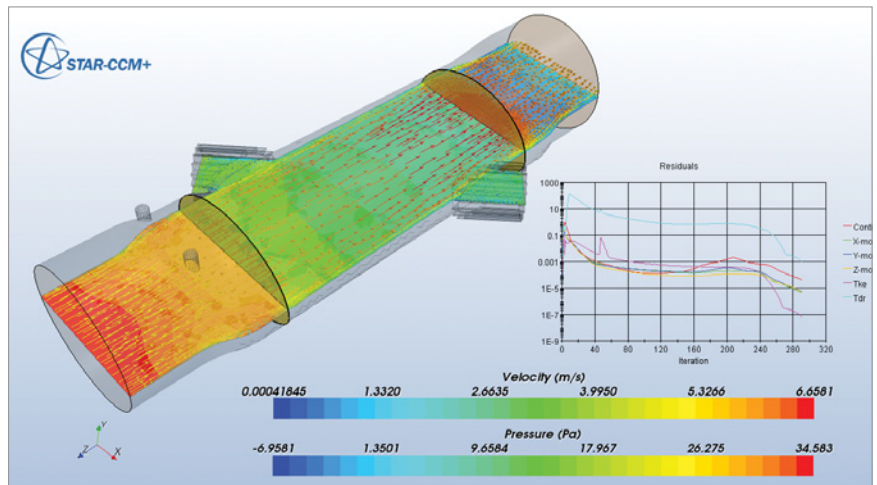 STAR-CCM+
Residuals
1000
10
0.1
0.001
1E-5
1E-7
1E-9
0 40 80 120 160 200 240 280 320
Iteration
Conti
X-mo
Y-mo
Z-mo
Tke
Tdr
Velocity (m/s)
0.00041845 1.3320 2.6635 3.9950 5.3266 6.6581
Pressure (Pa)
-6.9581 1.3501 9.6584 17.967 26.275 34.583
Y
Z X